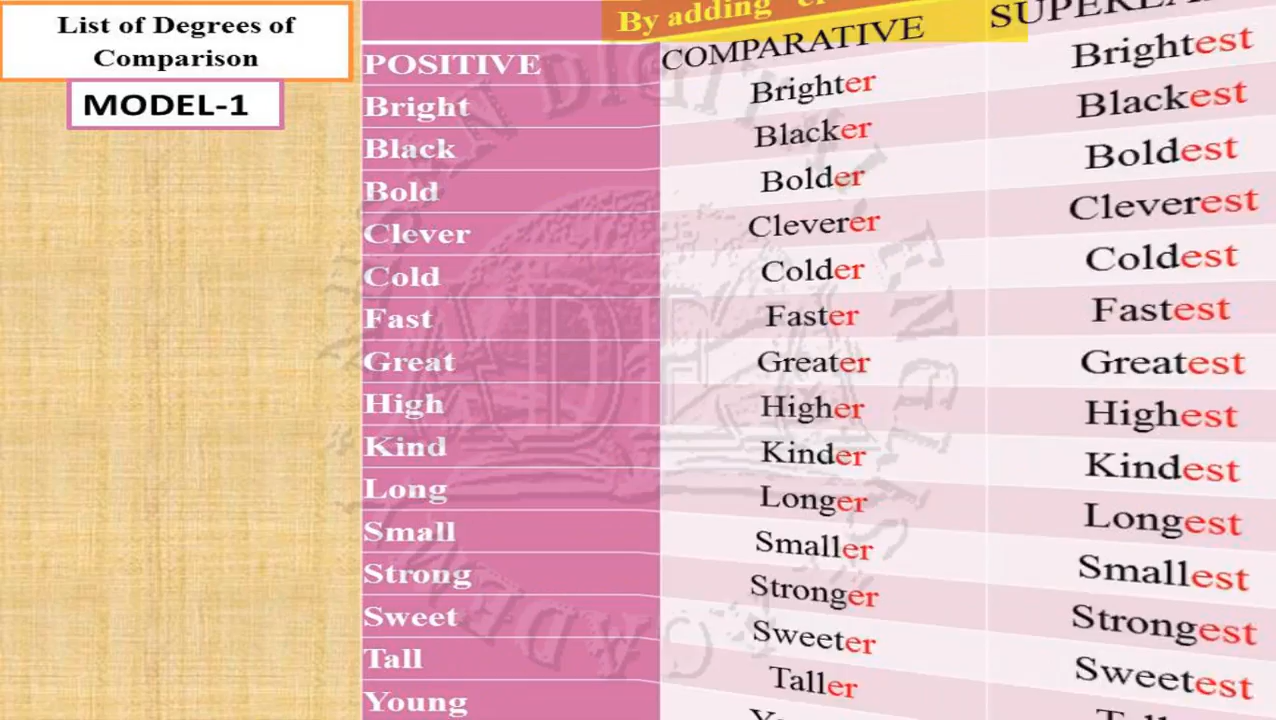 List of Degrees of
Comparison
MODEL-1
By adding
POSITIVE COMPARATIVE
Bright Brighter Brightest
Black Blacker Blackest
Bold Bolder Boldest
Clever Cleverer Cleverest
Cold Colder Coldest
Fast Faster Fastest
Great Greater Greatest
High Higher Highest
Kind Kinder Kindest
Long Longer Longest
Small Smaller Smallest
Strong Stronger Strongest
Sweet Sweeter Sweetest
Tall Taller
Young